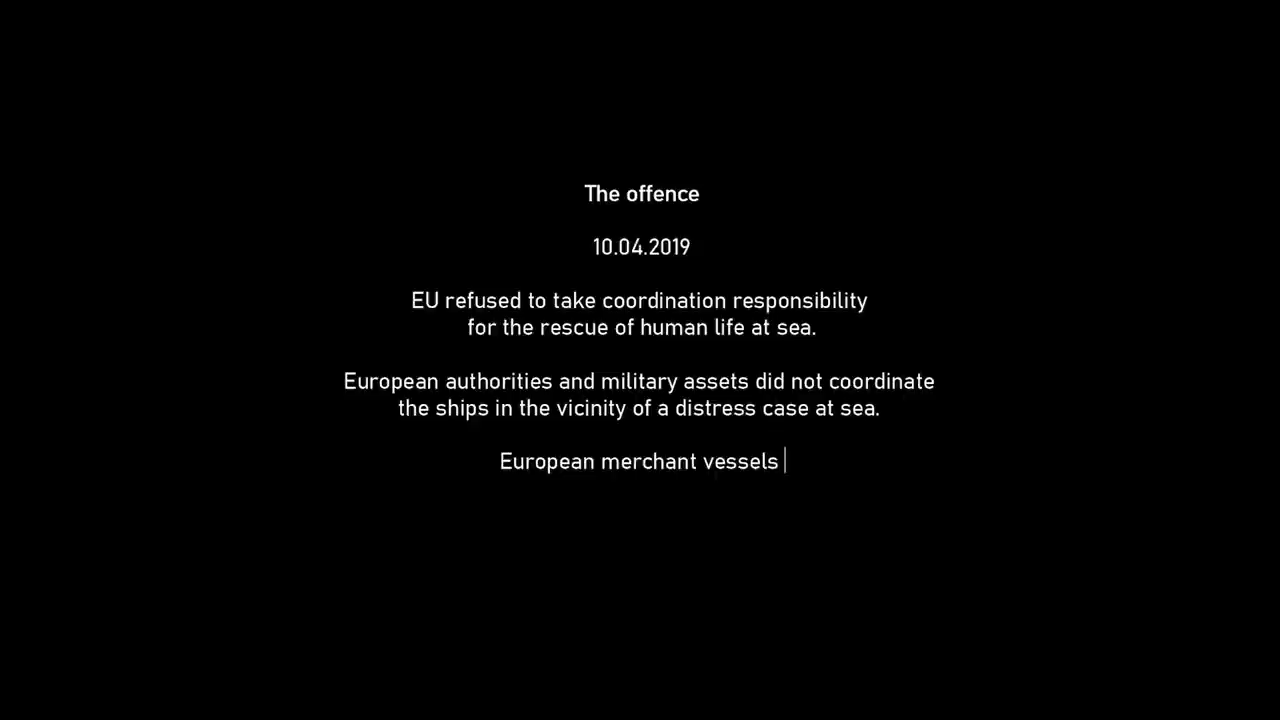 The offence
10.04.2019
EU refused to take coordination responsibility
for the rescue of human life at sea.
European authorities and military assets did not coordinate
the ships in the vicinity of a distress case at sea.
European merchant vessels